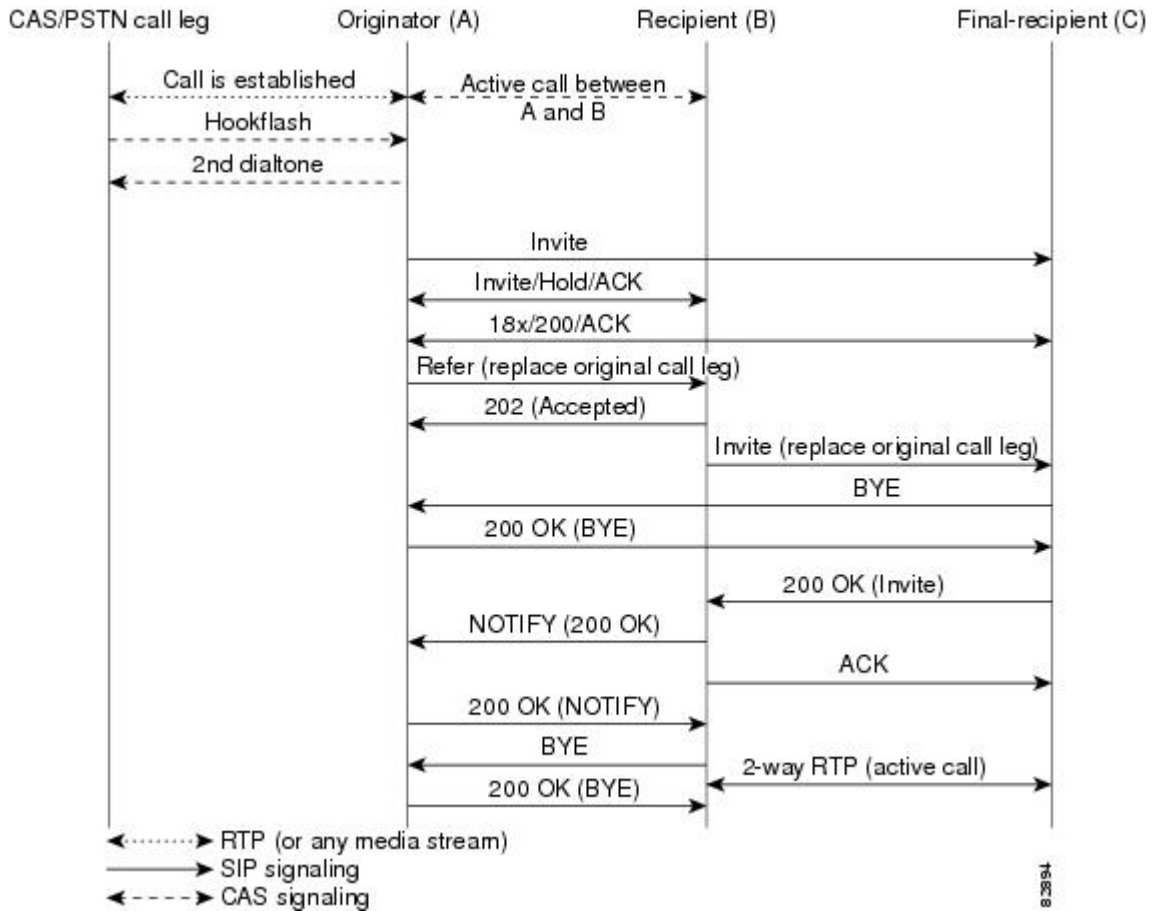 CAS/PSTN call leg
Originator (A)
Recipient (B)
Final-recipient (C)
Call is established
Active call between
A and B
Hookflash
2nd dialtone
Invite
Invite/Hold/ACK
18x/200/ACK
Refer (replace original call leg)
202 (Accepted)
Invite (replace original call leg)
BYE
200 OK (BYE)
200 OK (Invite)
NOTIFY (200 OK)
ACK
200 OK (NOTIFY)
BYE
2-way RTP (active call)
200 OK (BYE)
RTP (or any media stream)
SIP signaling
CAS signaling
82894